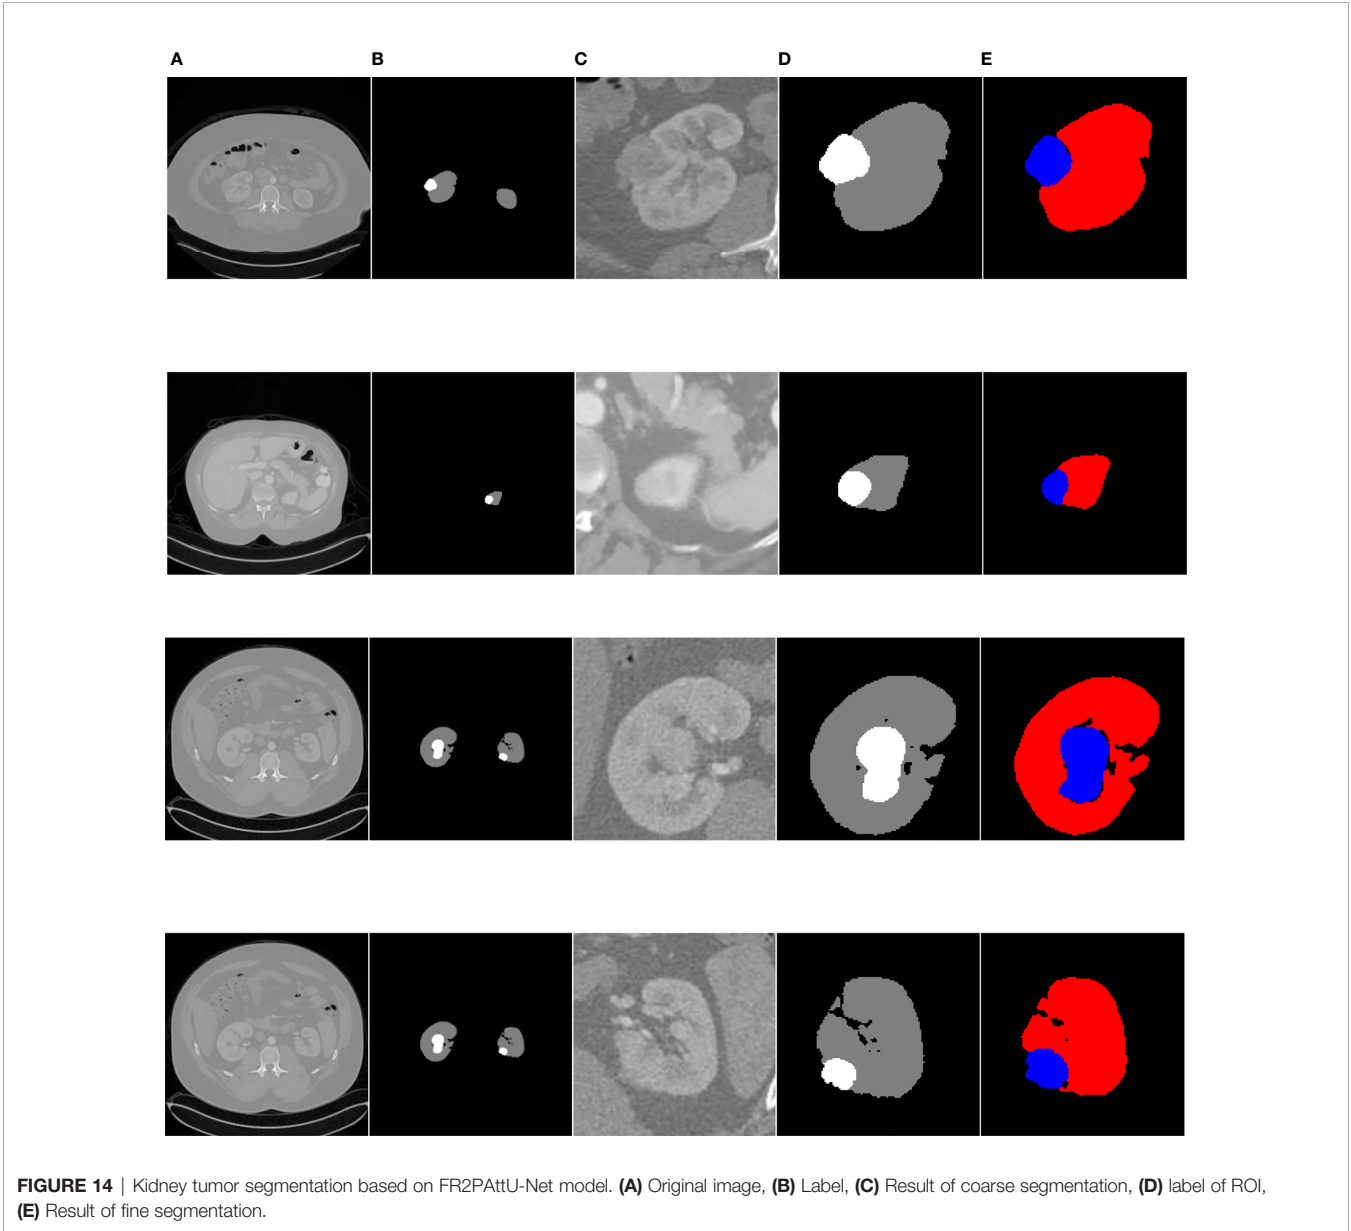 A B C D E
FIGURE 14 | Kidney tumor segmentation based on FR2PAttU-Net model. (A) Original image, (B) Label, (C) Result of coarse segmentation, (D) label of ROI,
(E) Result of fine segmentation.